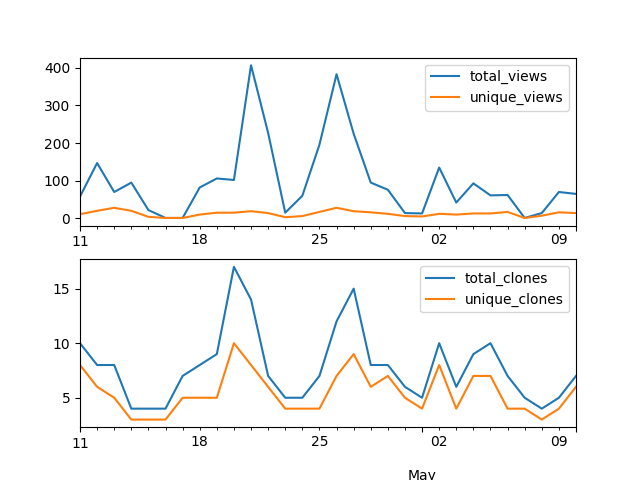 400
300
200
100
0
total_views
unique_views
11 18 25 02 09
15
10
5
total_clones
unique_clones
11 18 25 02 09
May